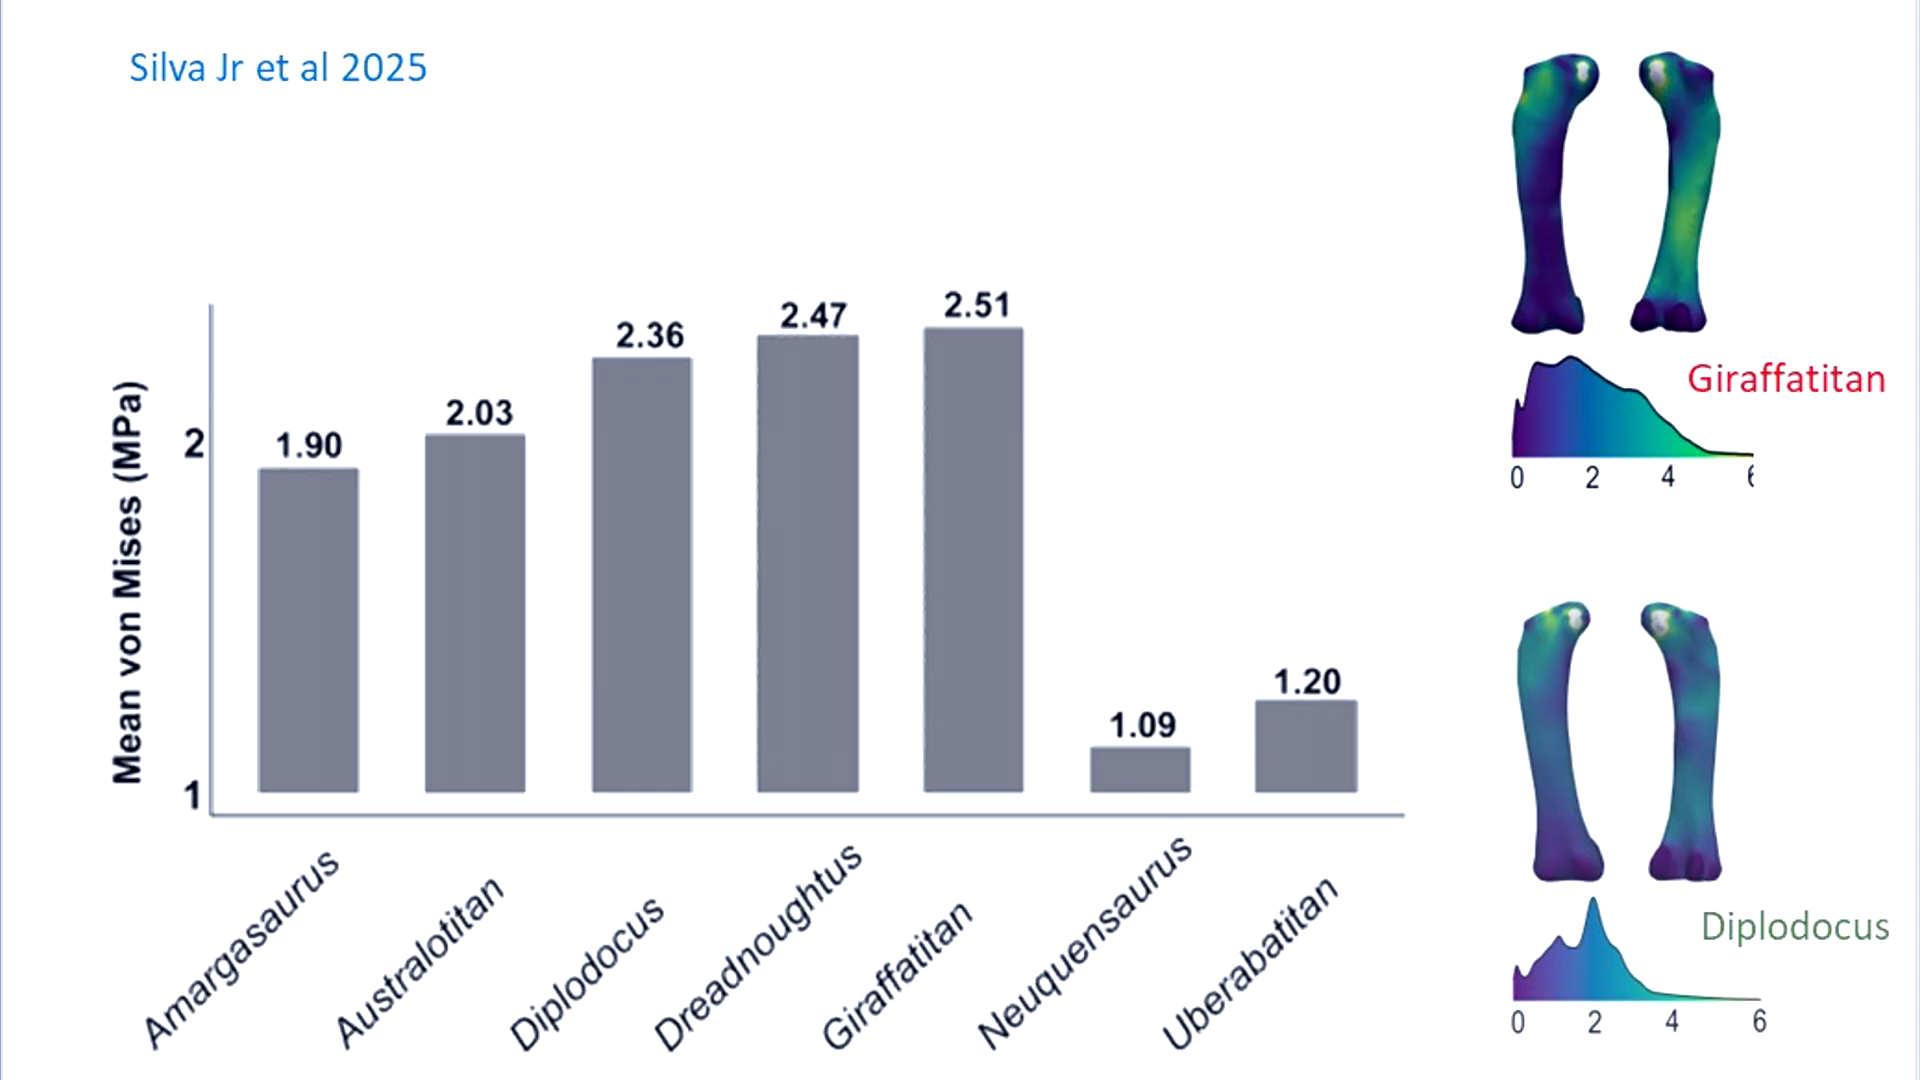 Silva Jr et al 2025
Mean von Mises (MPa)
2
1
1.90
2.03
2.36
2.47
2.51
1.09
1.20
Amargasaurus
Australotitan
Diplodocus
Dreadnoughtus
Giraffatitan
Neuquensaurus
Uberabatitan
Giraffatitan
0 2 4 6
Diplodocus
0 2 4 6